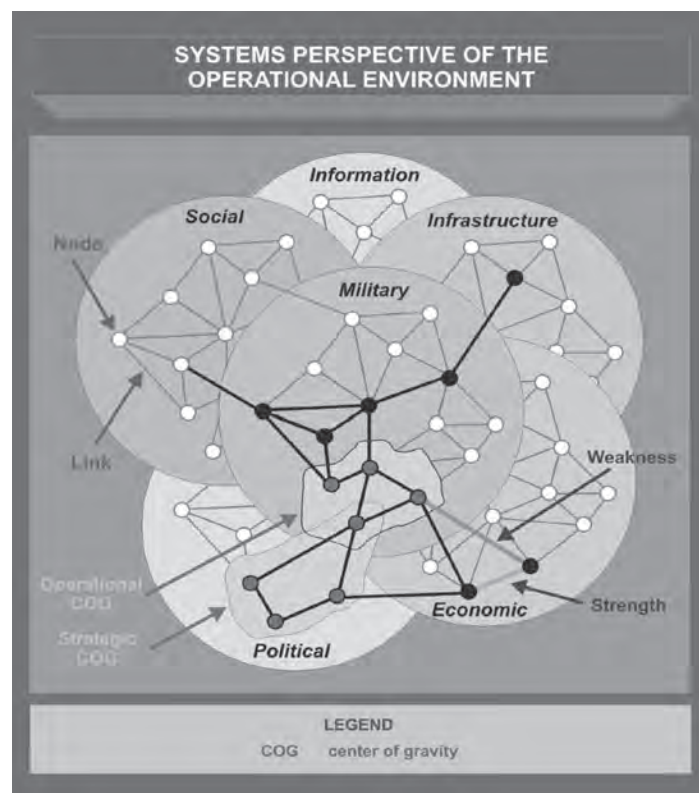 SYSTEMS PERSPECTIVE OF THE
OPERATIONAL ENVIRONMENT
Information
Social
Infrastructure
Node
Military
Link
Weakness
Operational
COG
Strategic
COG
Economic
Strength
Political
LEGEND
COG center of gravity